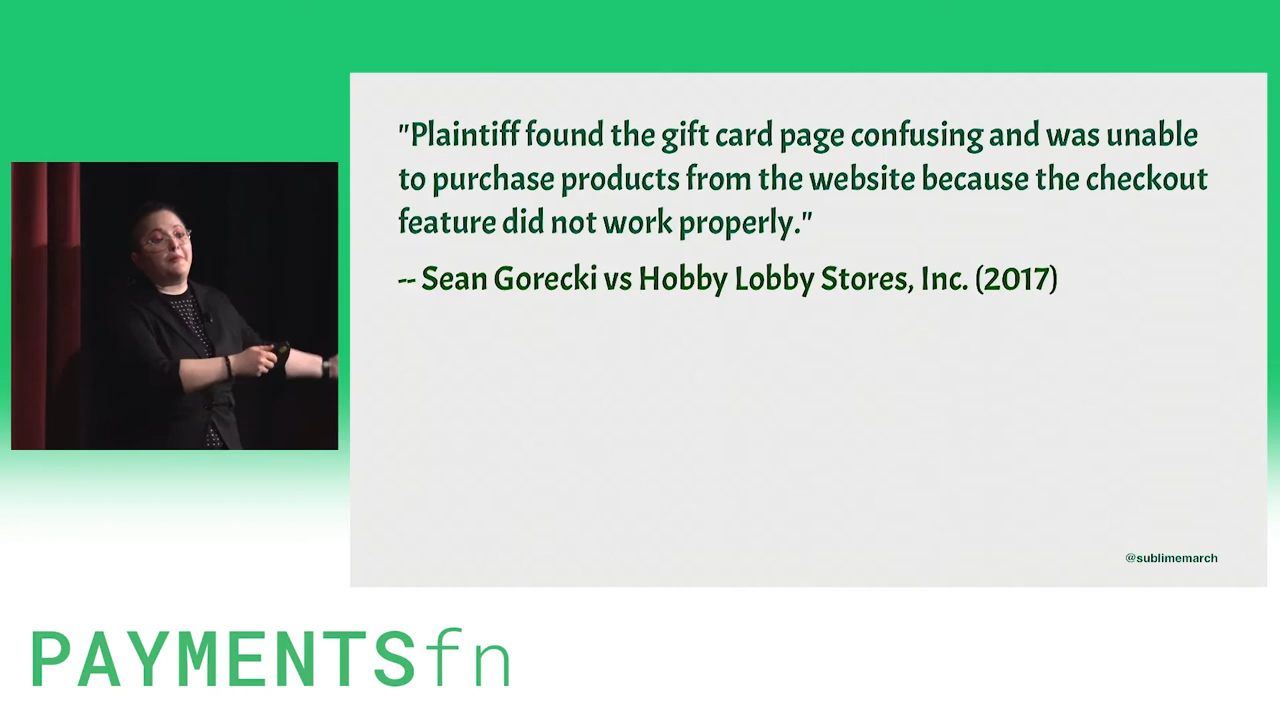 "Plaintiff found the gift card page confusing and was unable
to purchase products from the website because the checkout
feature did not work properly."
-- Sean Gorecki vs Hobby Lobby Stores, Inc. (2017)
@sublimemarch
PAYMENTSfn